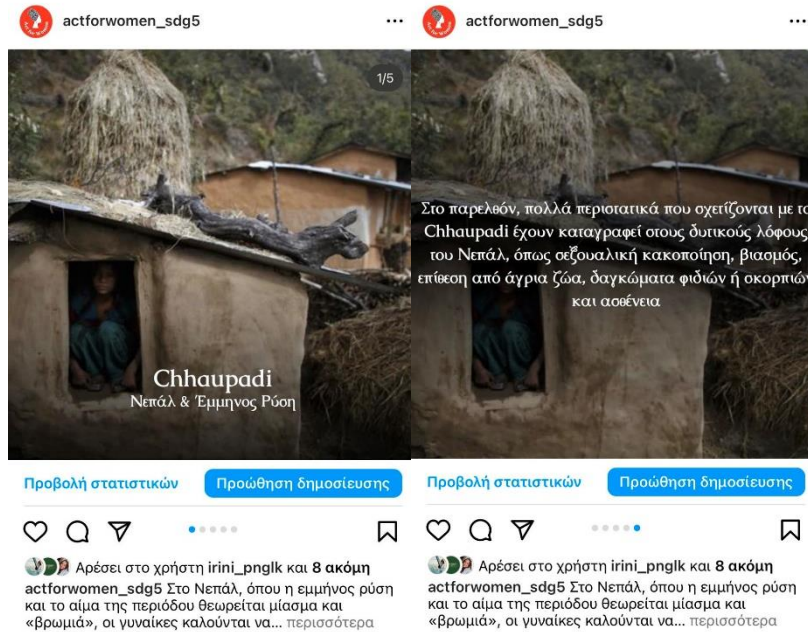 actforwomen_sdg5
1/5
Chhaupadi
Νεπάλ & Έμμηνος Ρύση
Προβολή στατιστικών
Προώθηση δημοσίευσης
Αρέσει στο χρήστη irini_pnglk και 8 ακόμη
actforwomen_sdg5 Στο Νεπάλ, όπου η εμμήνος ρύση
και το αίμα της περιόδου θεωρείται μίασμα και
«βρωμιά», οι γυναίκες καλούνται να... περισσότερα
actforwomen_sdg5
Στο παρελθόν, πολλά περιστατικά που σχετίζονται με το
Chhaupadi έχουν καταγραφεί στους δυτικούς λόφους
του Νεπάλ, όπως σεξουαλική κακοποίηση, βιασμός,
επίθεση από άγρια ζώα, δαγκώματα φιδιών ή σκορπιών
και ασθένεια
Προβολή στατιστικών
Προώθηση δημοσίευσης
Αρέσει στο χρήστη irini_pnglk και 8 ακόμη
actforwomen_sdg5 Στο Νεπάλ, όπου η εμμήνος ρύση
και το αίμα της περιόδου θεωρείται μίασμα και
«βρωμιά», οι γυναίκες καλούνται να... περισσότερα